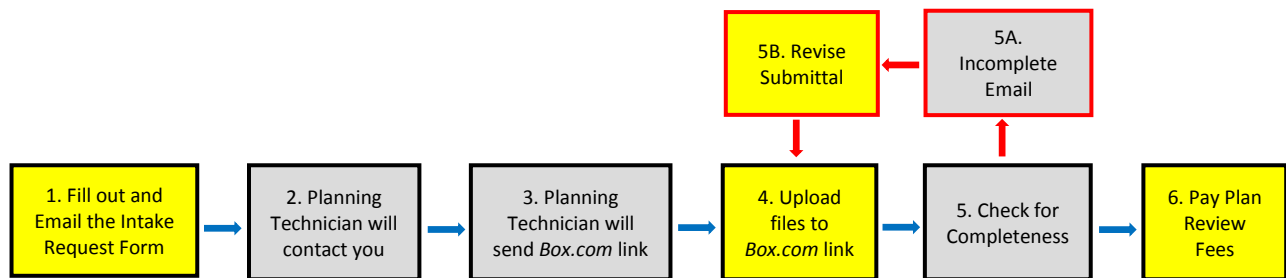 5B. Revise
Submittal
5A.
Incomplete
Email
1. Fill out and
Email the Intake
Request Form
2. Planning
Technician will
contact you
3. Planning
Technician will
send Box.com link
4. Upload
files to
Box.com link
5. Check for
Completeness
6. Pay Plan
Review
Fees